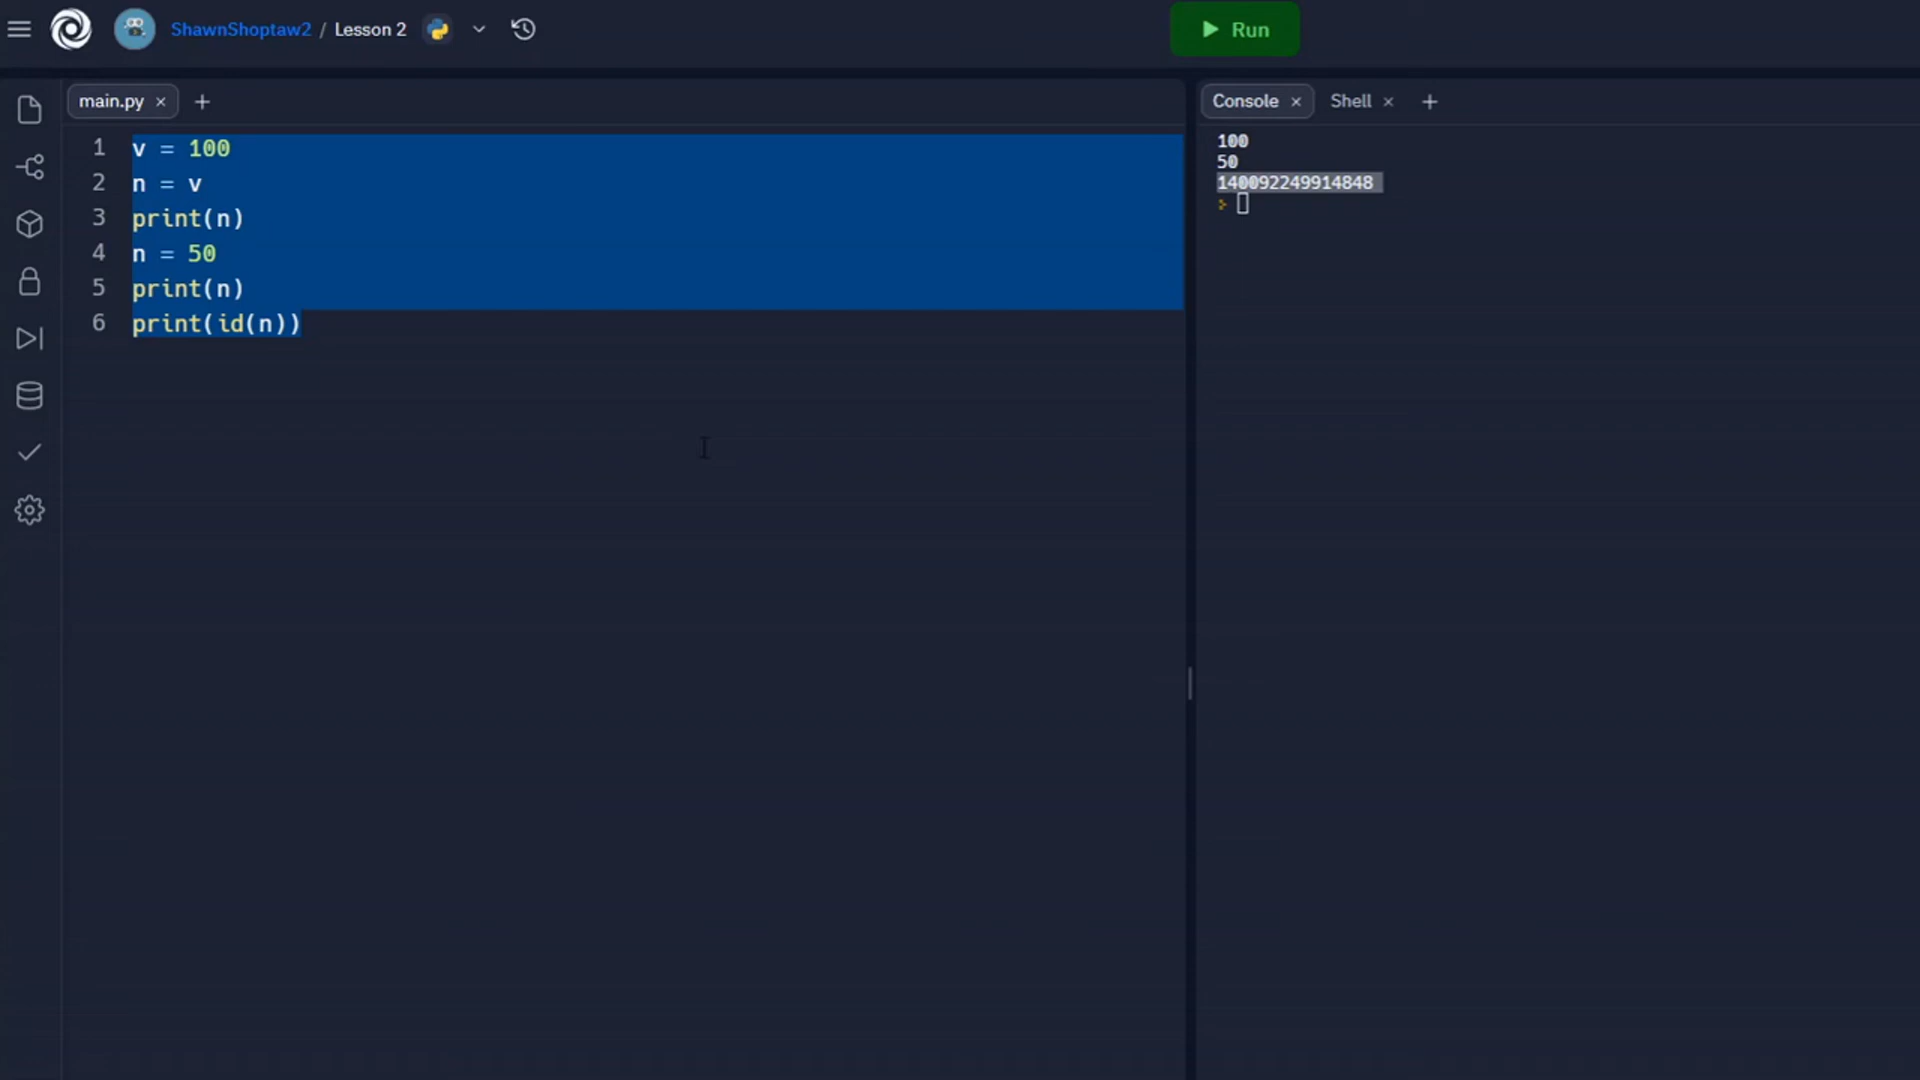 ShawnShoptaw2 / Lesson 2
Run
main.py × +
Console × Shell × +
1 v = 100
2 n = v
3 print(n)
4 n = 50
5 print(n)
6 print(id(n))
100
50
140092249914848
>